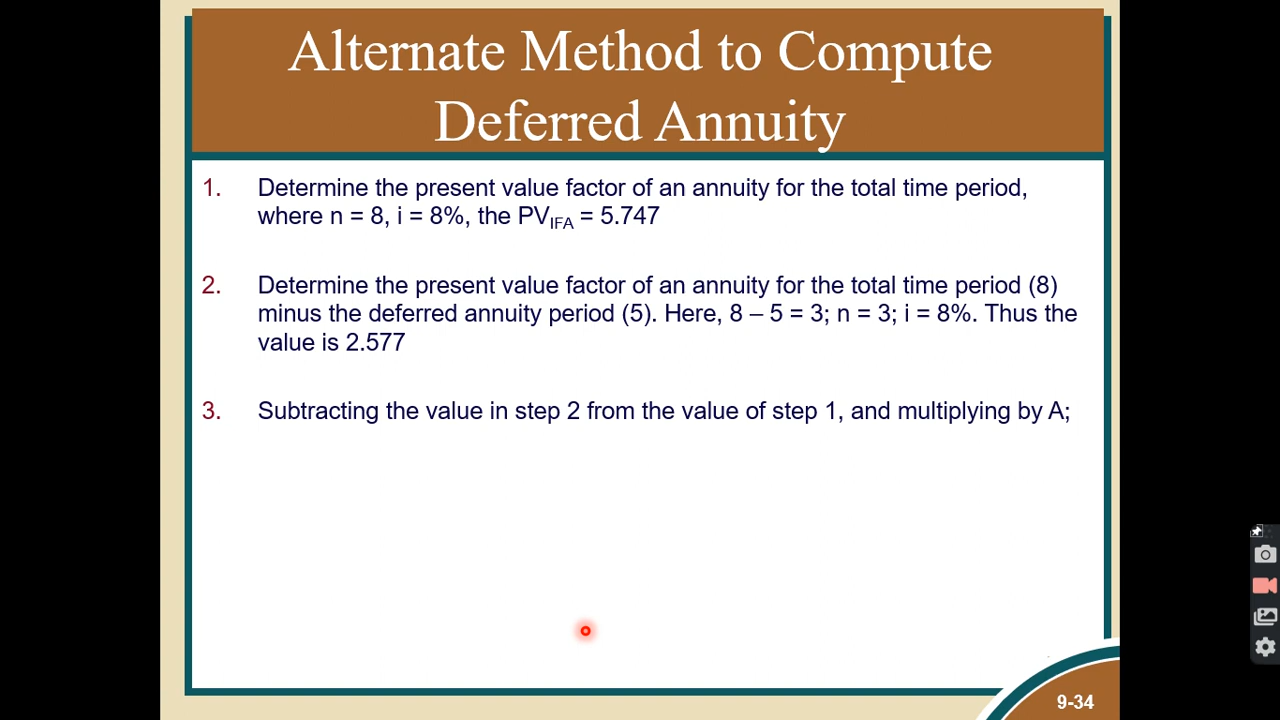 Alternate Method to Compute
Deferred Annuity
1. Determine the present value factor of an annuity for the total time period,
where n = 8, i = 8%, the PVIFA = 5.747
2. Determine the present value factor of an annuity for the total time period (8)
minus the deferred annuity period (5). Here, 8 – 5 = 3; n = 3; i = 8%. Thus the
value is 2.577
3. Subtracting the value in step 2 from the value of step 1, and multiplying by A;
9-34